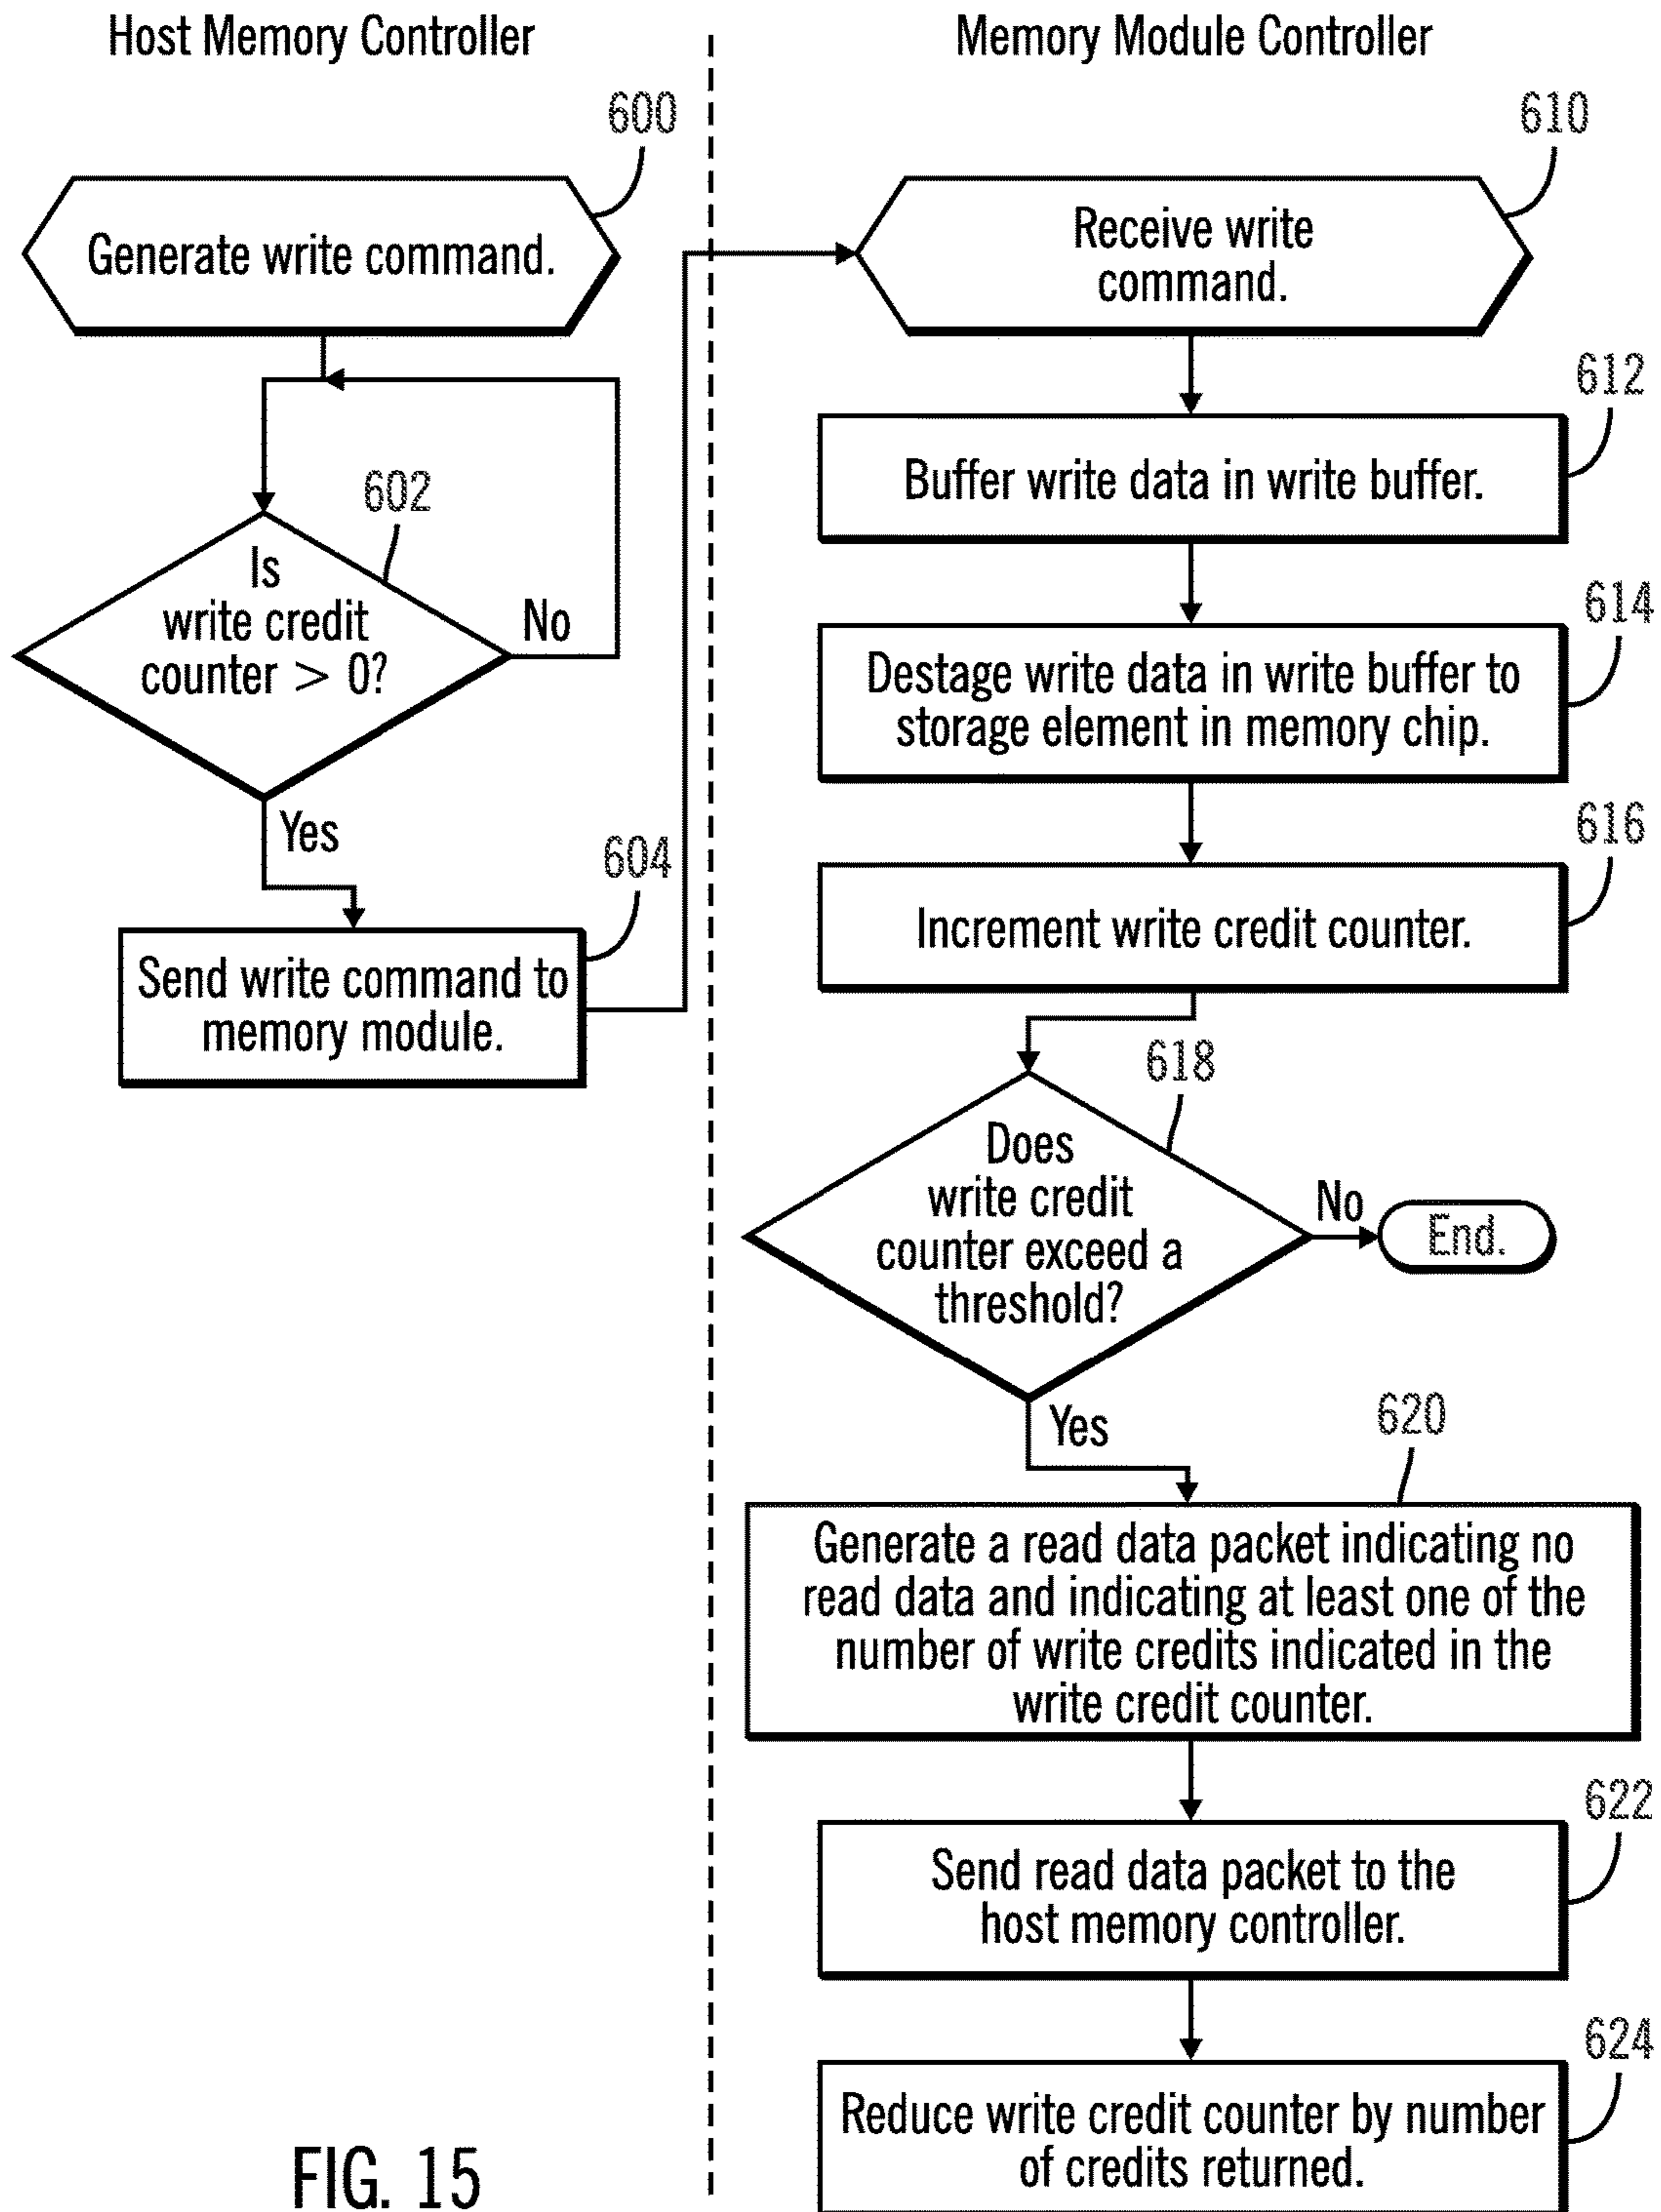 Host Memory Controller
600
Generate write command.
602
Is
write credit
counter > 0?
No
Yes
604
Send write command to
memory module.
Memory Module Controller
610
Receive write
command.
612
Buffer write data in write buffer.
614
Destage write data in write buffer to
storage element in memory chip.
616
Increment write credit counter.
618
Does
write credit
counter exceed a
threshold?
No
End.
Yes
620
Generate a read data packet indicating no
read data and indicating at least one of the
number of write credits indicated in the
write credit counter.
622
Send read data packet to the
host memory controller.
624
Reduce write credit counter by number
of credits returned.
FIG. 15